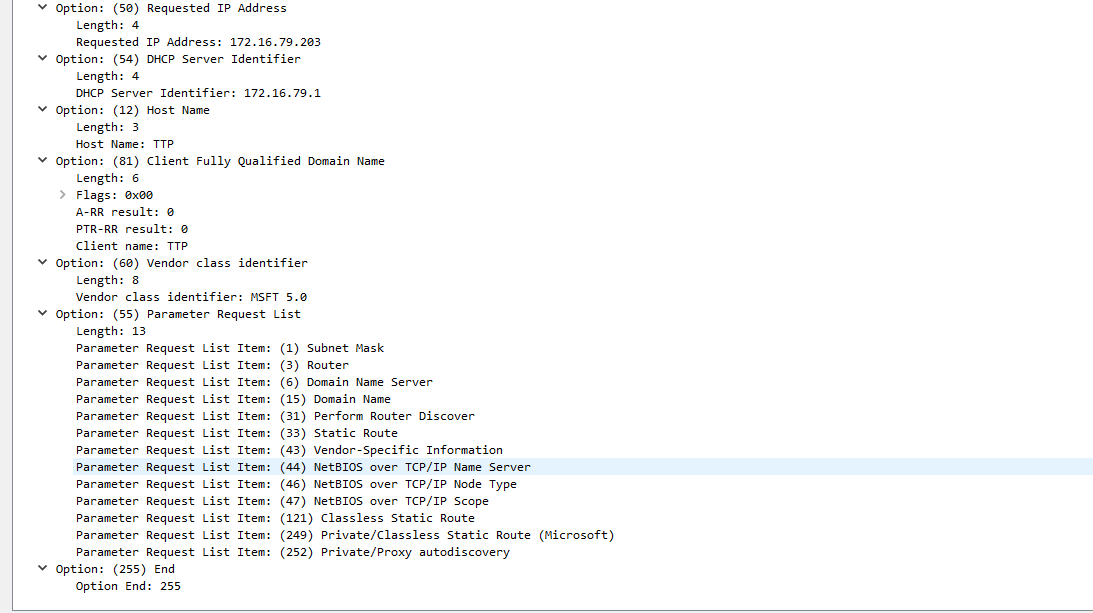 Option: (50) Requested IP Address
Length: 4
Requested IP Address: 172.16.79.203
Option: (54) DHCP Server Identifier
Length: 4
DHCP Server Identifier: 172.16.79.1
Option: (12) Host Name
Length: 3
Host Name: TTP
Option: (81) Client Fully Qualified Domain Name
Length: 6
Flags: 0x00
A-RR result: 0
PTR-RR result: 0
Client name: TTP
Option: (60) Vendor class identifier
Length: 8
Vendor class identifier: MSFT 5.0
Option: (55) Parameter Request List
Length: 13
Parameter Request List Item: (1) Subnet Mask
Parameter Request List Item: (3) Router
Parameter Request List Item: (6) Domain Name Server
Parameter Request List Item: (15) Domain Name
Parameter Request List Item: (31) Perform Router Discover
Parameter Request List Item: (33) Static Route
Parameter Request List Item: (43) Vendor-Specific Information
Parameter Request List Item: (44) NetBIOS over TCP/IP Name Server
Parameter Request List Item: (46) NetBIOS over TCP/IP Node Type
Parameter Request List Item: (47) NetBIOS over TCP/IP Scope
Parameter Request List Item: (121) Classless Static Route
Parameter Request List Item: (249) Private/Classless Static Route (Microsoft)
Parameter Request List Item: (252) Private/Proxy autodiscovery
Option: (255) End
Option End: 255